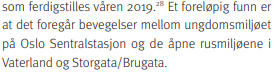 som ferdigstilles våren 2019.²⁸ Et foreløpig funn er
at det foregår bevegelser mellom ungdomsmiljøet
på Oslo Sentralstasjon og de åpne rusmiljøene i
Vaterland og Storgata/Brugata.